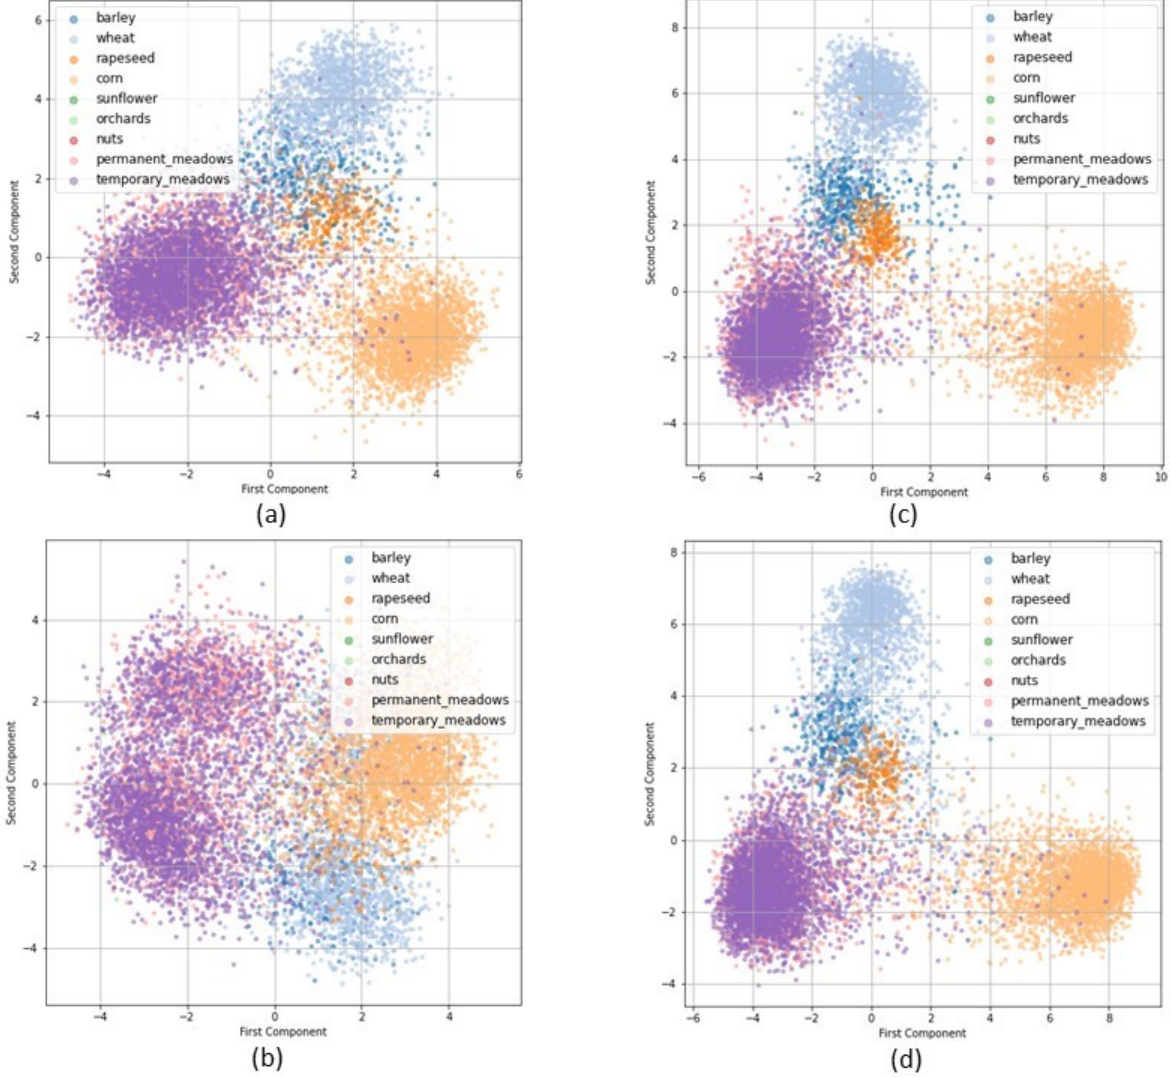 barley
wheat
rapeseed
corn
sunflower
orchards
nuts
permanent_meadows
temporary_meadows
6
4
2
0
−2
−4
Second Component
−4
−2
0
2
4
6
First Component
(a)
barley
wheat
rapeseed
corn
sunflower
orchards
nuts
permanent_meadows
temporary_meadows
8
6
4
2
0
−2
−4
Second Component
−6
−4
−2
0
2
4
6
8
10
First Component
(c)
barley
wheat
rapeseed
corn
sunflower
orchards
nuts
permanent_meadows
temporary_meadows
4
2
0
−2
−4
Second Component
−4
−2
0
2
4
First Component
(b)
barley
wheat
rapeseed
corn
sunflower
orchards
nuts
permanent_meadows
temporary_meadows
8
6
4
2
0
−2
−4
Second Component
−6
−4
−2
0
2
4
6
8
First Component
(d)